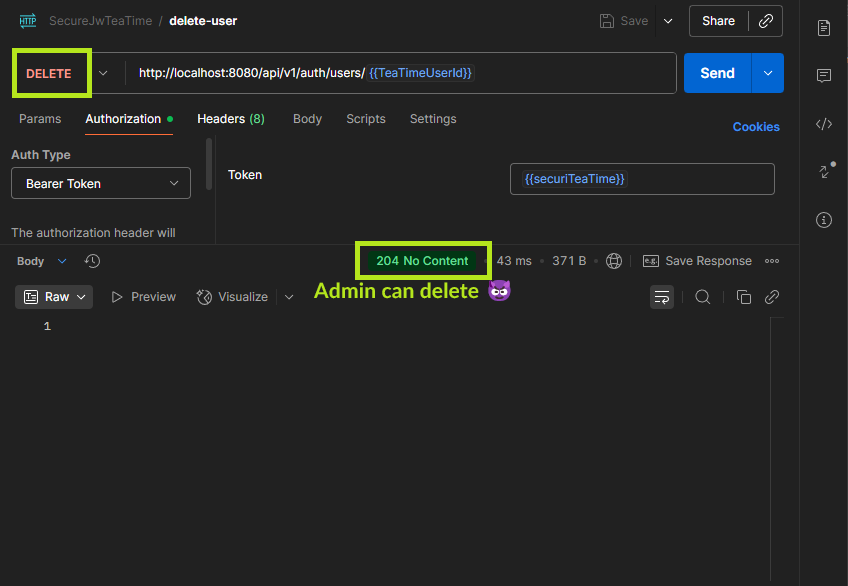 HTTP SecureJwTeaTime / delete-user Save Share
DELETE http://localhost:8080/api/v1/auth/users/ {{TeaTimeUserId}} Send
Params Authorization Headers (8) Body Scripts Settings
Cookies
Auth Type
Bearer Token
Token {{securiTeaTime}}
The authorization header will
Body 204 No Content 43 ms 371 B e.g. Save Response
Admin can delete 😈
Raw Preview Visualize
1